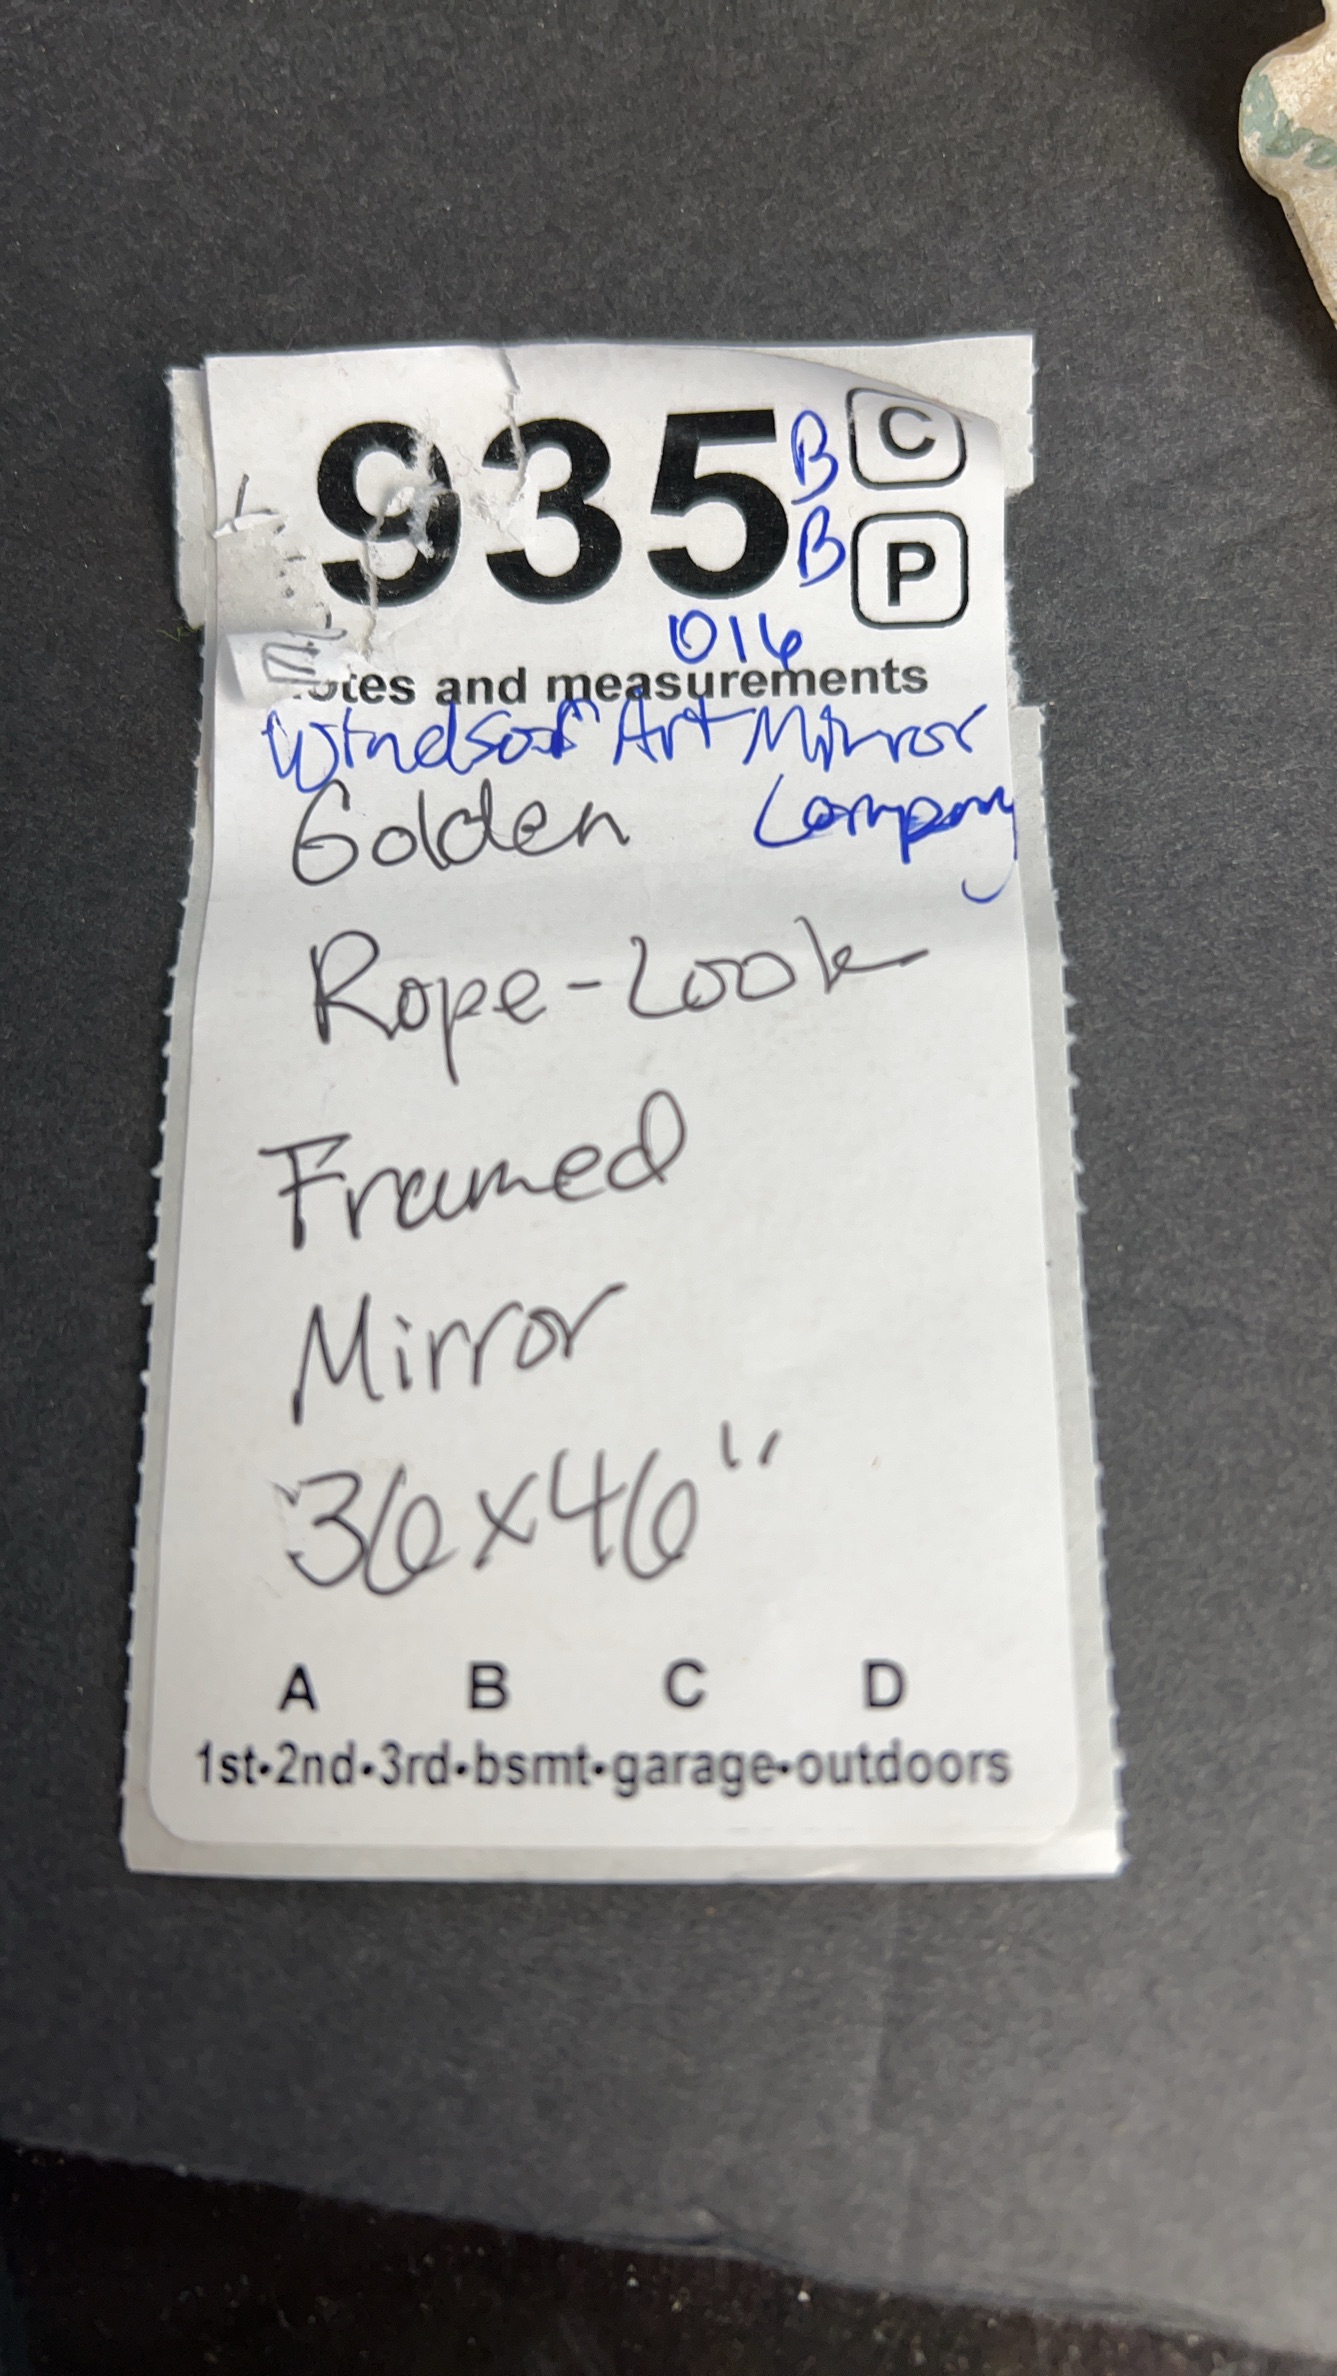 935 B C
B P
016
otes and measurements
Windsor Art Mirror
Golden Company
Rope-Look
Framed
Mirror
36x46"
A B C D
1st•2nd•3rd•bsmt•garage•outdoors